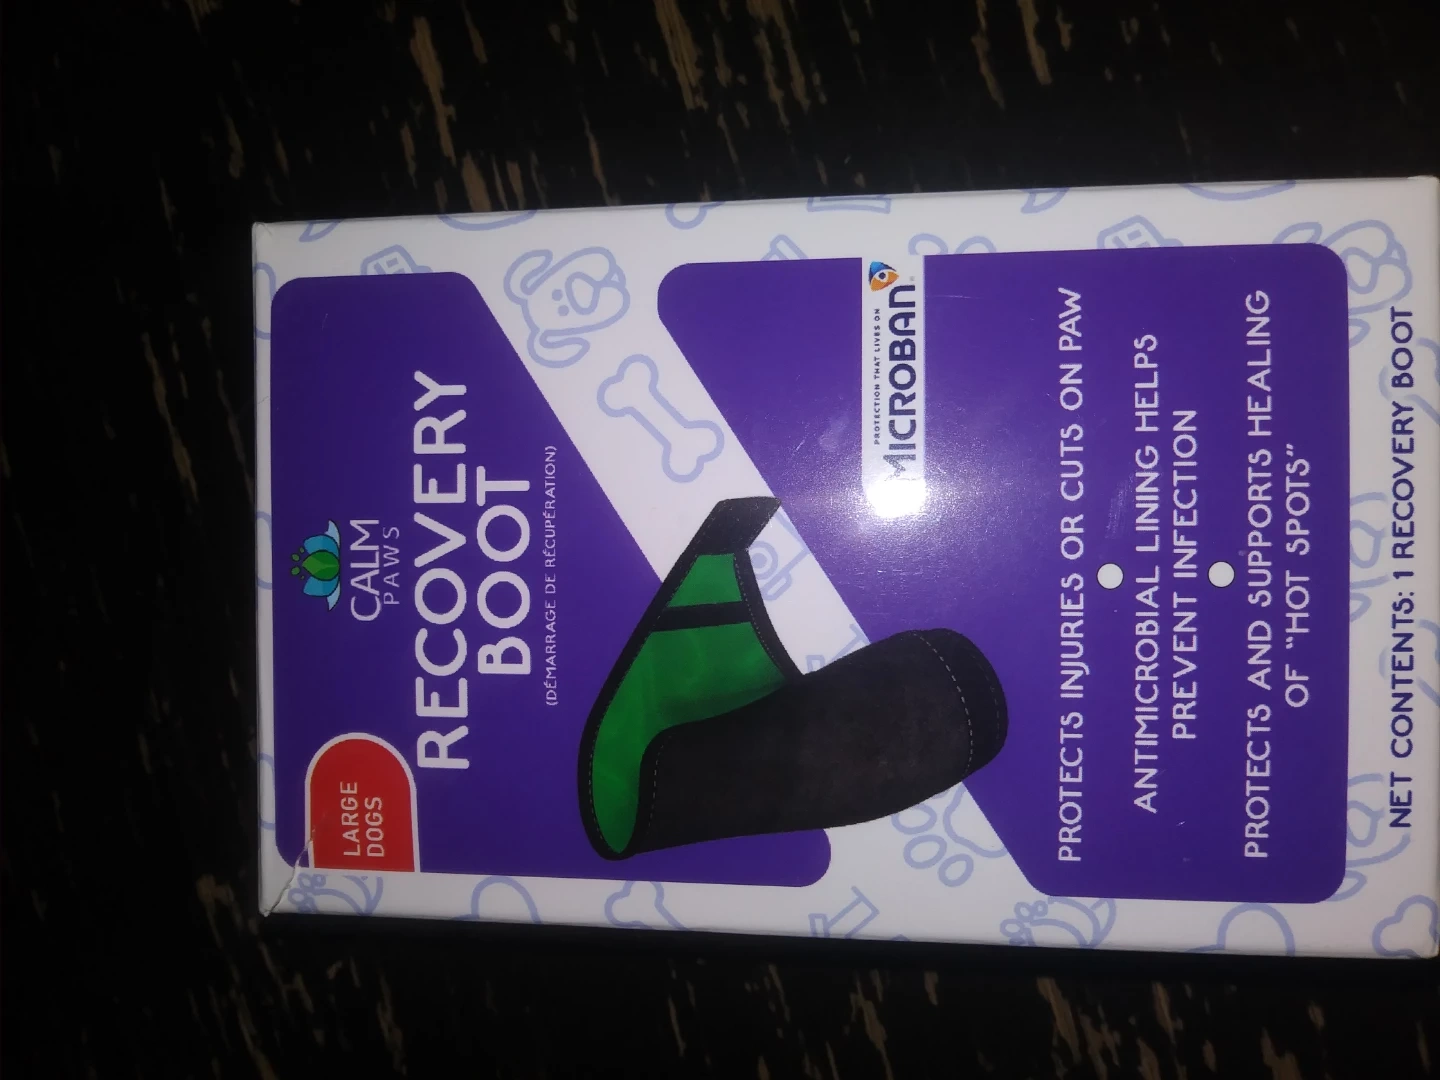 CALM
PAWS
LARGE
DOGS
RECOVERY
BOOT
(DÉMARRAGE DE RÉCUPÉRATION)
PROTECTION THAT LIVES ON
MICROBAN®
PROTECTS INJURIES OR CUTS ON PAW
ANTIMICROBIAL LINING HELPS
PREVENT INFECTION
PROTECTS AND SUPPORTS HEALING
OF “HOT SPOTS”
NET CONTENTS: 1 RECOVERY BOOT